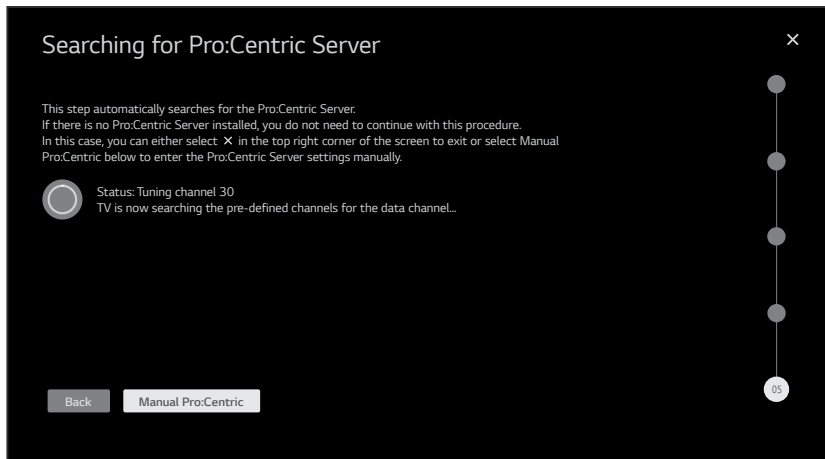 Searching for Pro:Centric Server
×
This step automatically searches for the Pro:Centric Server.
If there is no Pro:Centric Server installed, you do not need to continue with this procedure.
In this case, you can either select × in the top right corner of the screen to exit or select Manual
Pro:Centric below to enter the Pro:Centric Server settings manually.
Status: Tuning channel 30
TV is now searching the pre-defined channels for the data channel...
Back
Manual Pro:Centric
05